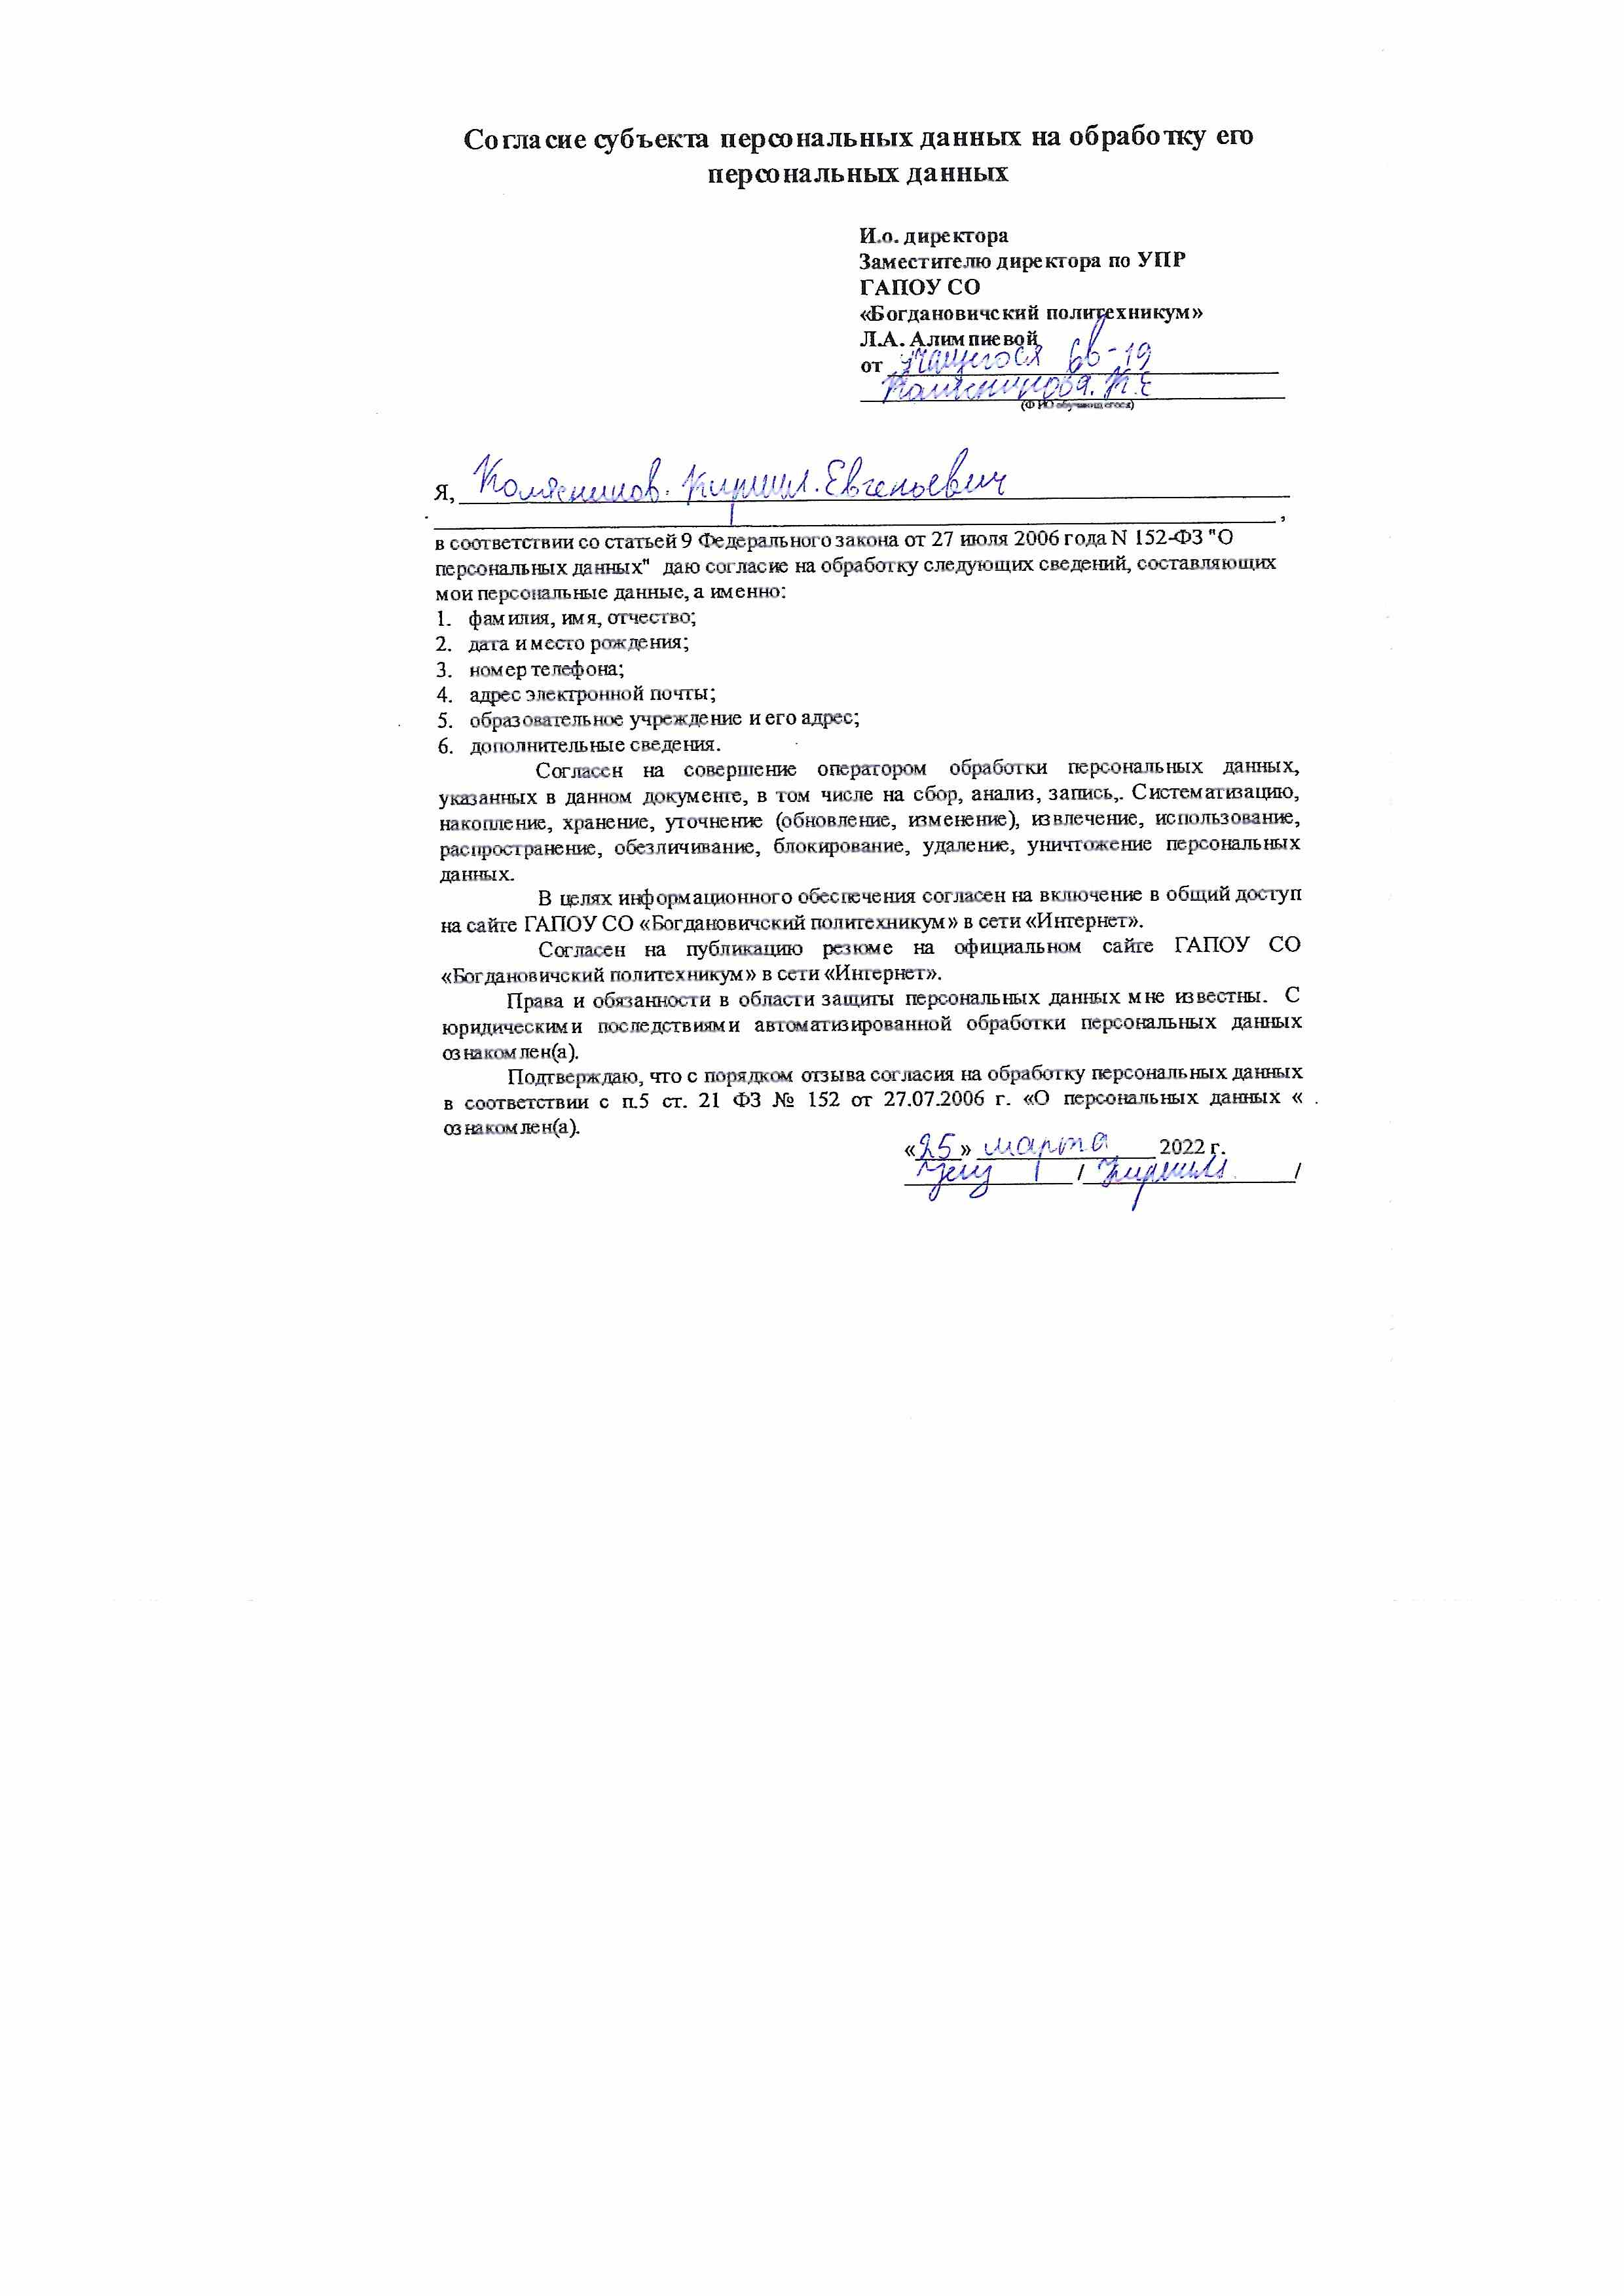 Согласие субъекта персональных данных на обработку его
персональных данных
И.о. директора
Заместителю директора по УПР
ГАПОУ СО
«Богдановичский политехникум»
Л.А. Алимпиевой
от учащегося бв-19
К.Е
(ФИО обучающегося)
Я, Кирилл. Евгеньевич
,
в соответствии со статьей 9 Федерального закона от 27 июля 2006 года N 152-ФЗ "О
персональных данных" даю согласие на обработку следующих сведений, составляющих
мои персональные данные, а именно:
1. фамилия, имя, отчество;
2. дата и место рождения;
3. номер телефона;
4. адрес электронной почты;
5. образовательное учреждение и его адрес;
6. дополнительные сведения.
Согласен на совершение оператором обработки персональных данных,
указанных в данном документе, в том числе на сбор, анализ, запись,. Систематизацию,
накопление, хранение, уточнение (обновление, изменение), извлечение, использование,
распространение, обезличивание, блокирование, удаление, уничтожение персональных
данных.
В целях информационного обеспечения согласен на включение в общий доступ
на сайте ГАПОУ СО «Богдановичский политехникум» в сети «Интернет».
Согласен на публикацию резюме на официальном сайте ГАПОУ СО
«Богдановичский политехникум» в сети «Интернет».
Права и обязанности в области защиты персональных данных мне известны. С
юридическими последствиями автоматизированной обработки персональных данных
ознакомлен(а).
Подтверждаю, что с порядком отзыва согласия на обработку персональных данных
в соответствии с п.5 ст. 21 ФЗ № 152 от 27.07.2006 г. «О персональных данных « .
ознакомлен(а).
«25» марта 2022 г.
/ Кирилл /